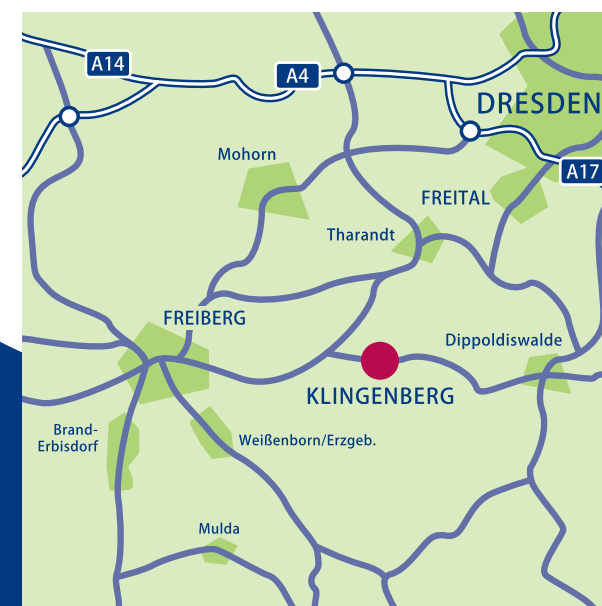 A14
A4
DRESDEN
Mohorn
A17
FREITAL
Tharandt
FREIBERG
Dippoldiswalde
KLINGENBERG
Brand-
Erbisdorf
Weißenborn/Erzgeb.
Mulda